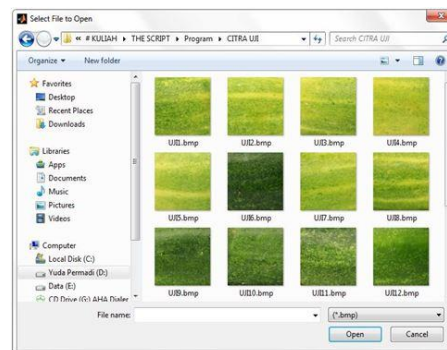 Select File to Open
« # KULIAH ▸ THE SCRIPT ▸ Program ▸ CITRA UJI
Search CITRA UJI
Organize
New folder
Favorites
Desktop
Recent Places
Downloads
Libraries
Apps
Documents
Music
Pictures
Videos
Computer
Local Disk (C:)
Yuda Permadi (D:)
Data (E:)
CD Drive (G:) AHA Dialer
UJI1.bmp
UJI2.bmp
UJI3.bmp
UJI4.bmp
UJI5.bmp
UJI6.bmp
UJI7.bmp
UJI8.bmp
UJI9.bmp
UJI10.bmp
UJI11.bmp
UJI12.bmp
File name:
(*.bmp)
Open
Cancel